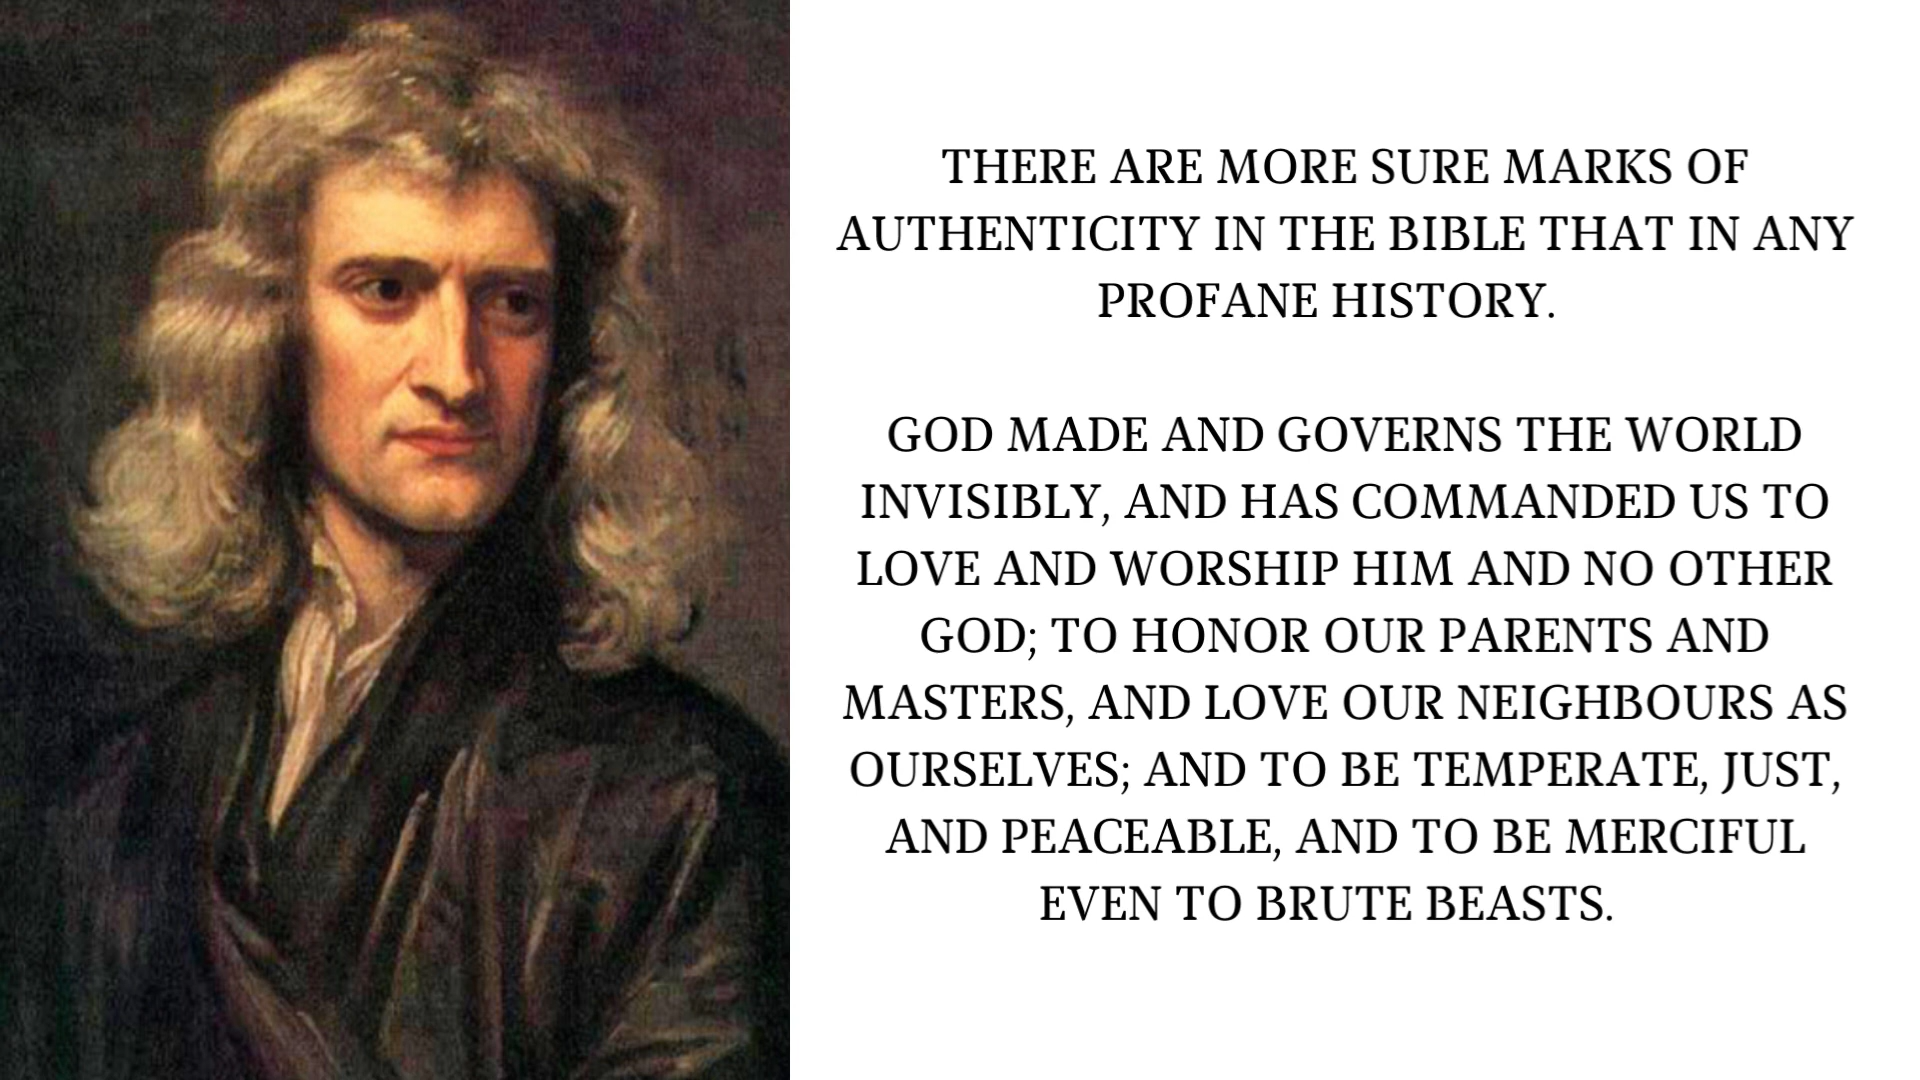 THERE ARE MORE SURE MARKS OF
AUTHENTICITY IN THE BIBLE THAT IN ANY
PROFANE HISTORY.
GOD MADE AND GOVERNS THE WORLD
INVISIBLY, AND HAS COMMANDED US TO
LOVE AND WORSHIP HIM AND NO OTHER
GOD; TO HONOR OUR PARENTS AND
MASTERS, AND LOVE OUR NEIGHBOURS AS
OURSELVES; AND TO BE TEMPERATE, JUST,
AND PEACEABLE, AND TO BE MERCIFUL
EVEN TO BRUTE BEASTS.